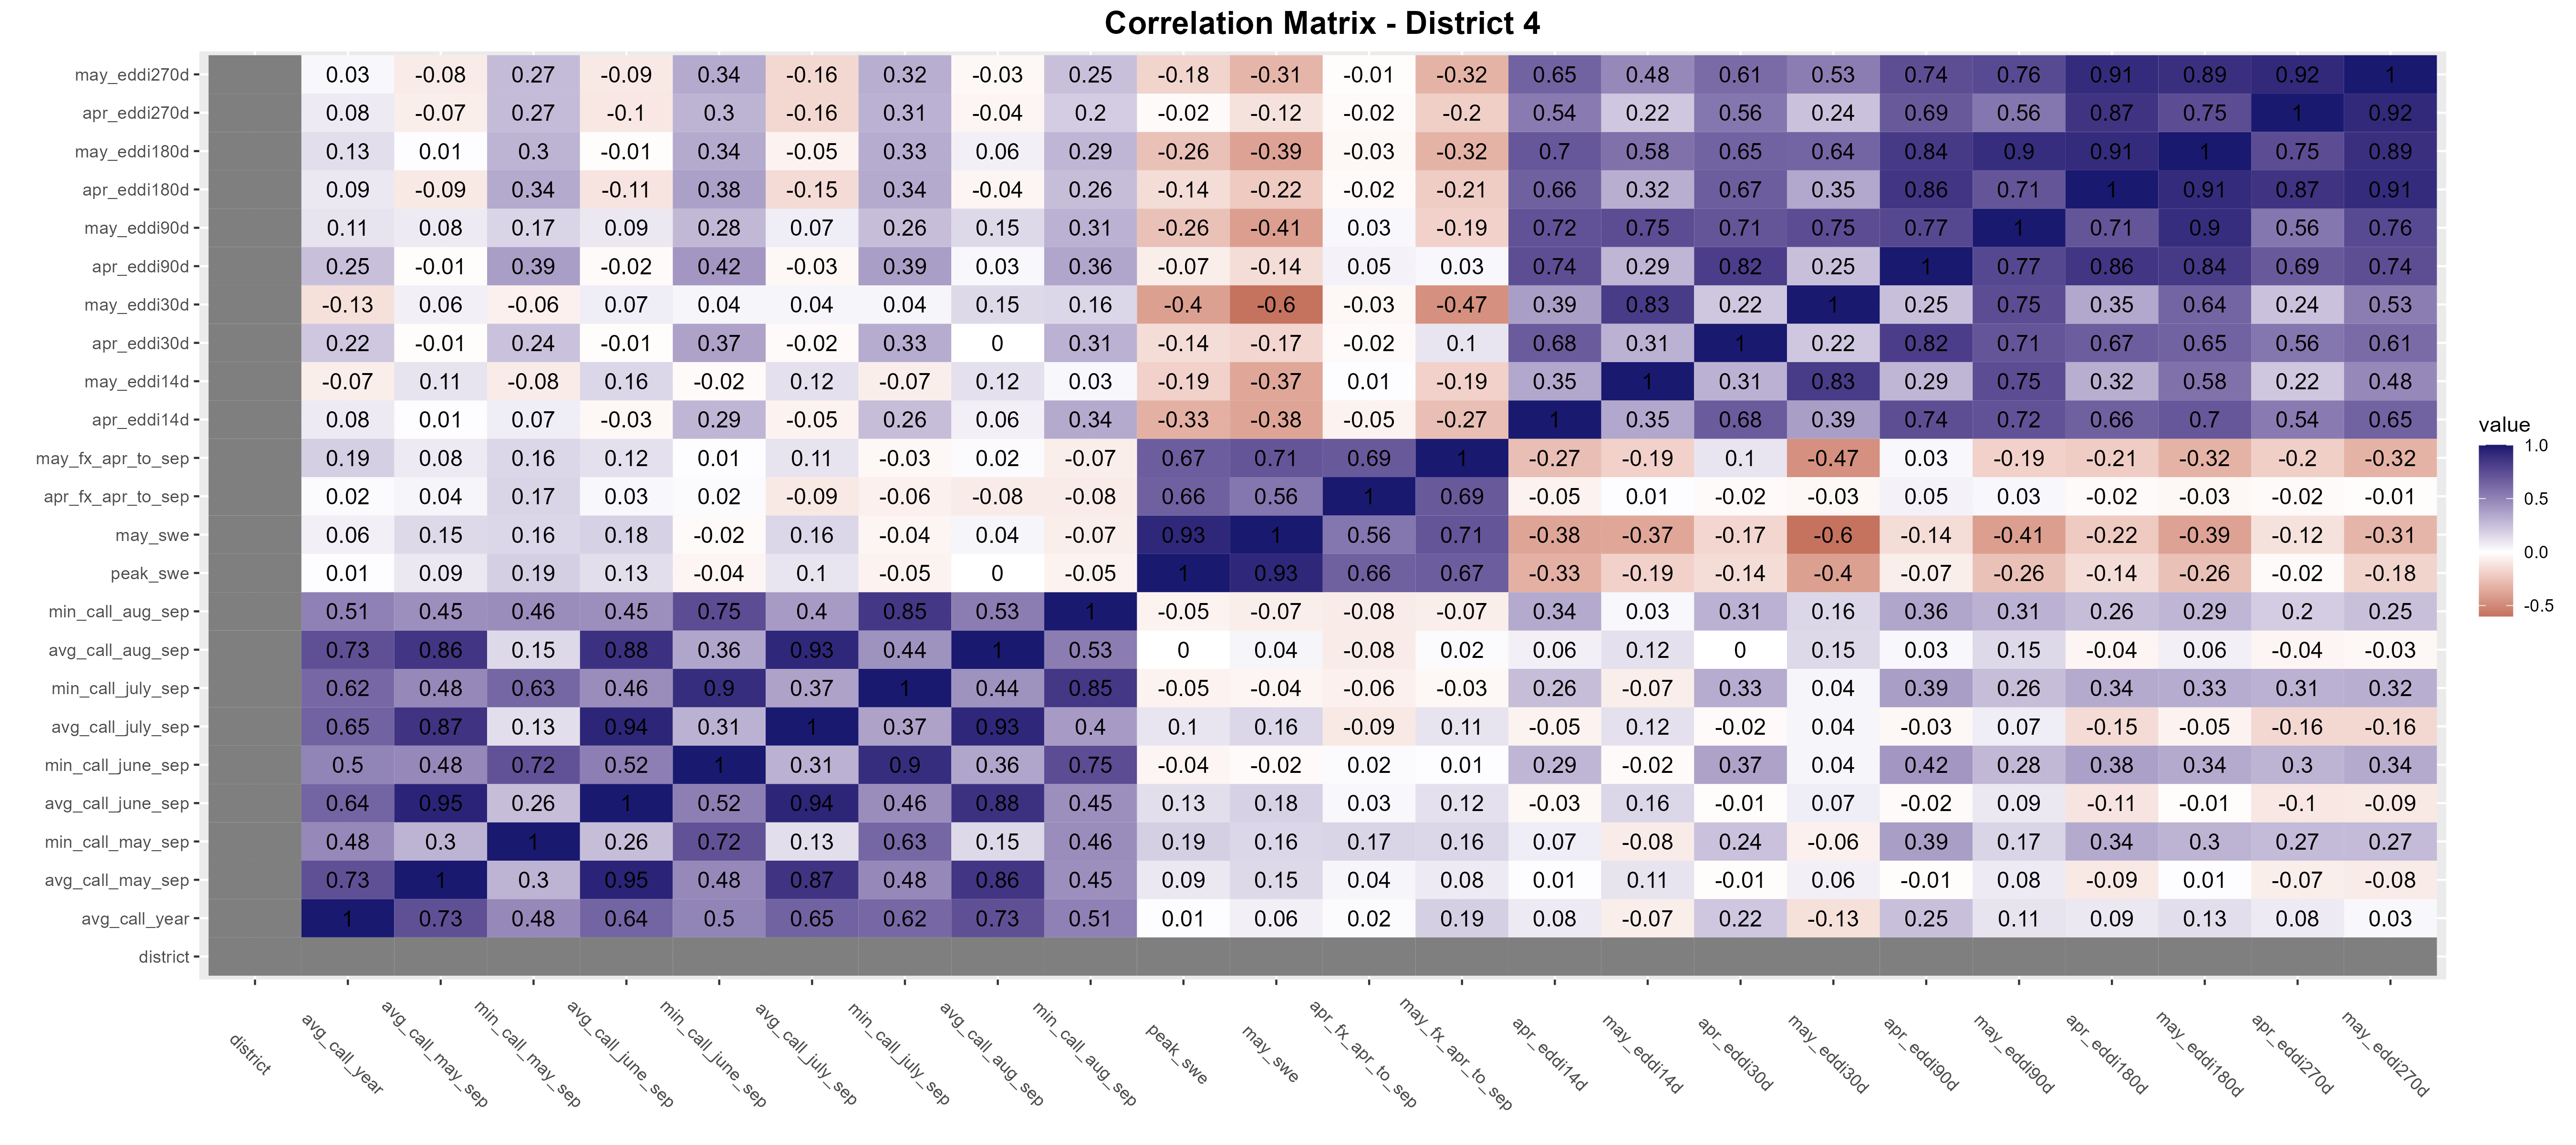 Correlation Matrix - District 4
may_eddi270d 0.03 -0.08 0.27 -0.09 0.34 -0.16 0.32 -0.03 0.25 -0.18 -0.31 -0.01 -0.32 0.65 0.48 0.61 0.53 0.74 0.76 0.91 0.89 0.92 1
apr_eddi270d 0.08 -0.07 0.27 -0.1 0.3 -0.16 0.31 -0.04 0.2 -0.02 -0.12 -0.02 -0.2 0.54 0.22 0.56 0.24 0.69 0.56 0.87 0.75 1 0.92
may_eddi180d 0.13 0.01 0.3 -0.01 0.34 -0.05 0.33 0.06 0.29 -0.26 -0.39 -0.03 -0.32 0.7 0.58 0.65 0.64 0.84 0.9 0.91 1 0.75 0.89
apr_eddi180d 0.09 -0.09 0.34 -0.11 0.38 -0.15 0.34 -0.04 0.26 -0.14 -0.22 -0.02 -0.21 0.66 0.32 0.67 0.35 0.86 0.71 1 0.91 0.87 0.91
may_eddi90d 0.11 0.08 0.17 0.09 0.28 0.07 0.26 0.15 0.31 -0.26 -0.41 0.03 -0.19 0.72 0.75 0.71 0.75 0.77 1 0.71 0.9 0.56 0.76
apr_eddi90d 0.25 -0.01 0.39 -0.02 0.42 -0.03 0.39 0.03 0.36 -0.07 -0.14 0.05 0.03 0.74 0.29 0.82 0.25 1 0.77 0.86 0.84 0.69 0.74
may_eddi30d -0.13 0.06 -0.06 0.07 0.04 0.04 0.04 0.15 0.16 -0.4 -0.6 -0.03 -0.47 0.39 0.83 0.22 1 0.25 0.75 0.35 0.64 0.24 0.53
apr_eddi30d 0.22 -0.01 0.24 -0.01 0.37 -0.02 0.33 0 0.31 -0.14 -0.17 -0.02 0.1 0.68 0.31 1 0.22 0.82 0.71 0.67 0.65 0.56 0.61
may_eddi14d -0.07 0.11 -0.08 0.16 -0.02 0.12 -0.07 0.12 0.03 -0.19 -0.37 0.01 -0.19 0.35 1 0.31 0.83 0.29 0.75 0.32 0.58 0.22 0.48
apr_eddi14d 0.08 0.01 0.07 -0.03 0.29 -0.05 0.26 0.06 0.34 -0.33 -0.38 -0.05 -0.27 1 0.35 0.68 0.39 0.74 0.72 0.66 0.7 0.54 0.65
may_fx_apr_to_sep 0.19 0.08 0.16 0.12 0.01 0.11 -0.03 0.02 -0.07 0.67 0.71 0.69 1 -0.27 -0.19 0.1 -0.47 0.03 -0.19 -0.21 -0.32 -0.2 -0.32
apr_fx_apr_to_sep 0.02 0.04 0.17 0.03 0.02 -0.09 -0.06 -0.08 -0.08 0.66 0.56 1 0.69 -0.05 0.01 -0.02 -0.03 0.05 0.03 -0.02 -0.03 -0.02 -0.01
may_swe 0.06 0.15 0.16 0.18 -0.02 0.16 -0.04 0.04 -0.07 0.93 1 0.56 0.71 -0.38 -0.37 -0.17 -0.6 -0.14 -0.41 -0.22 -0.39 -0.12 -0.31
peak_swe 0.01 0.09 0.19 0.13 -0.04 0.1 -0.05 0 -0.05 1 0.93 0.66 0.67 -0.33 -0.19 -0.14 -0.4 -0.07 -0.26 -0.14 -0.26 -0.02 -0.18
min_call_aug_sep 0.51 0.45 0.46 0.45 0.75 0.4 0.85 0.53 1 -0.05 -0.07 -0.08 -0.07 0.34 0.03 0.31 0.16 0.36 0.31 0.26 0.29 0.2 0.25
avg_call_aug_sep 0.73 0.86 0.15 0.88 0.36 0.93 0.44 1 0.53 0 0.04 -0.08 0.02 0.06 0.12 0 0.15 0.03 0.15 -0.04 0.06 -0.04 -0.03
min_call_july_sep 0.62 0.48 0.63 0.46 0.9 0.37 1 0.44 0.85 -0.05 -0.04 -0.06 -0.03 0.26 -0.07 0.33 0.04 0.39 0.26 0.34 0.33 0.31 0.32
avg_call_july_sep 0.65 0.87 0.13 0.94 0.31 1 0.37 0.93 0.4 0.1 0.16 -0.09 0.11 -0.05 0.12 -0.02 0.04 -0.03 0.07 -0.15 -0.05 -0.16 -0.16
min_call_june_sep 0.5 0.48 0.72 0.52 1 0.31 0.9 0.36 0.75 -0.04 -0.02 0.02 0.01 0.29 -0.02 0.37 0.04 0.42 0.28 0.38 0.34 0.3 0.34
avg_call_june_sep 0.64 0.95 0.26 1 0.52 0.94 0.46 0.88 0.45 0.13 0.18 0.03 0.12 -0.03 0.16 -0.01 0.07 -0.02 0.09 -0.11 -0.01 -0.1 -0.09
min_call_may_sep 0.48 0.3 1 0.26 0.72 0.13 0.63 0.15 0.46 0.19 0.16 0.17 0.16 0.07 -0.08 0.24 -0.06 0.39 0.17 0.34 0.3 0.27 0.27
avg_call_may_sep 0.73 1 0.3 0.95 0.48 0.87 0.48 0.86 0.45 0.09 0.15 0.04 0.08 0.01 0.11 -0.01 0.06 -0.01 0.08 -0.09 0.01 -0.07 -0.08
avg_call_year 1 0.73 0.48 0.64 0.5 0.65 0.62 0.73 0.51 0.01 0.06 0.02 0.19 0.08 -0.07 0.22 -0.13 0.25 0.11 0.09 0.13 0.08 0.03
district
district avg_call_year avg_call_may_sep min_call_may_sep avg_call_june_sep min_call_june_sep avg_call_july_sep min_call_july_sep avg_call_aug_sep min_call_aug_sep peak_swe may_swe apr_fx_apr_to_sep may_fx_apr_to_sep apr_eddi14d may_eddi14d apr_eddi30d may_eddi30d apr_eddi90d may_eddi90d apr_eddi180d may_eddi180d apr_eddi270d may_eddi270d
value
1.0
0.5
0.0
-0.5